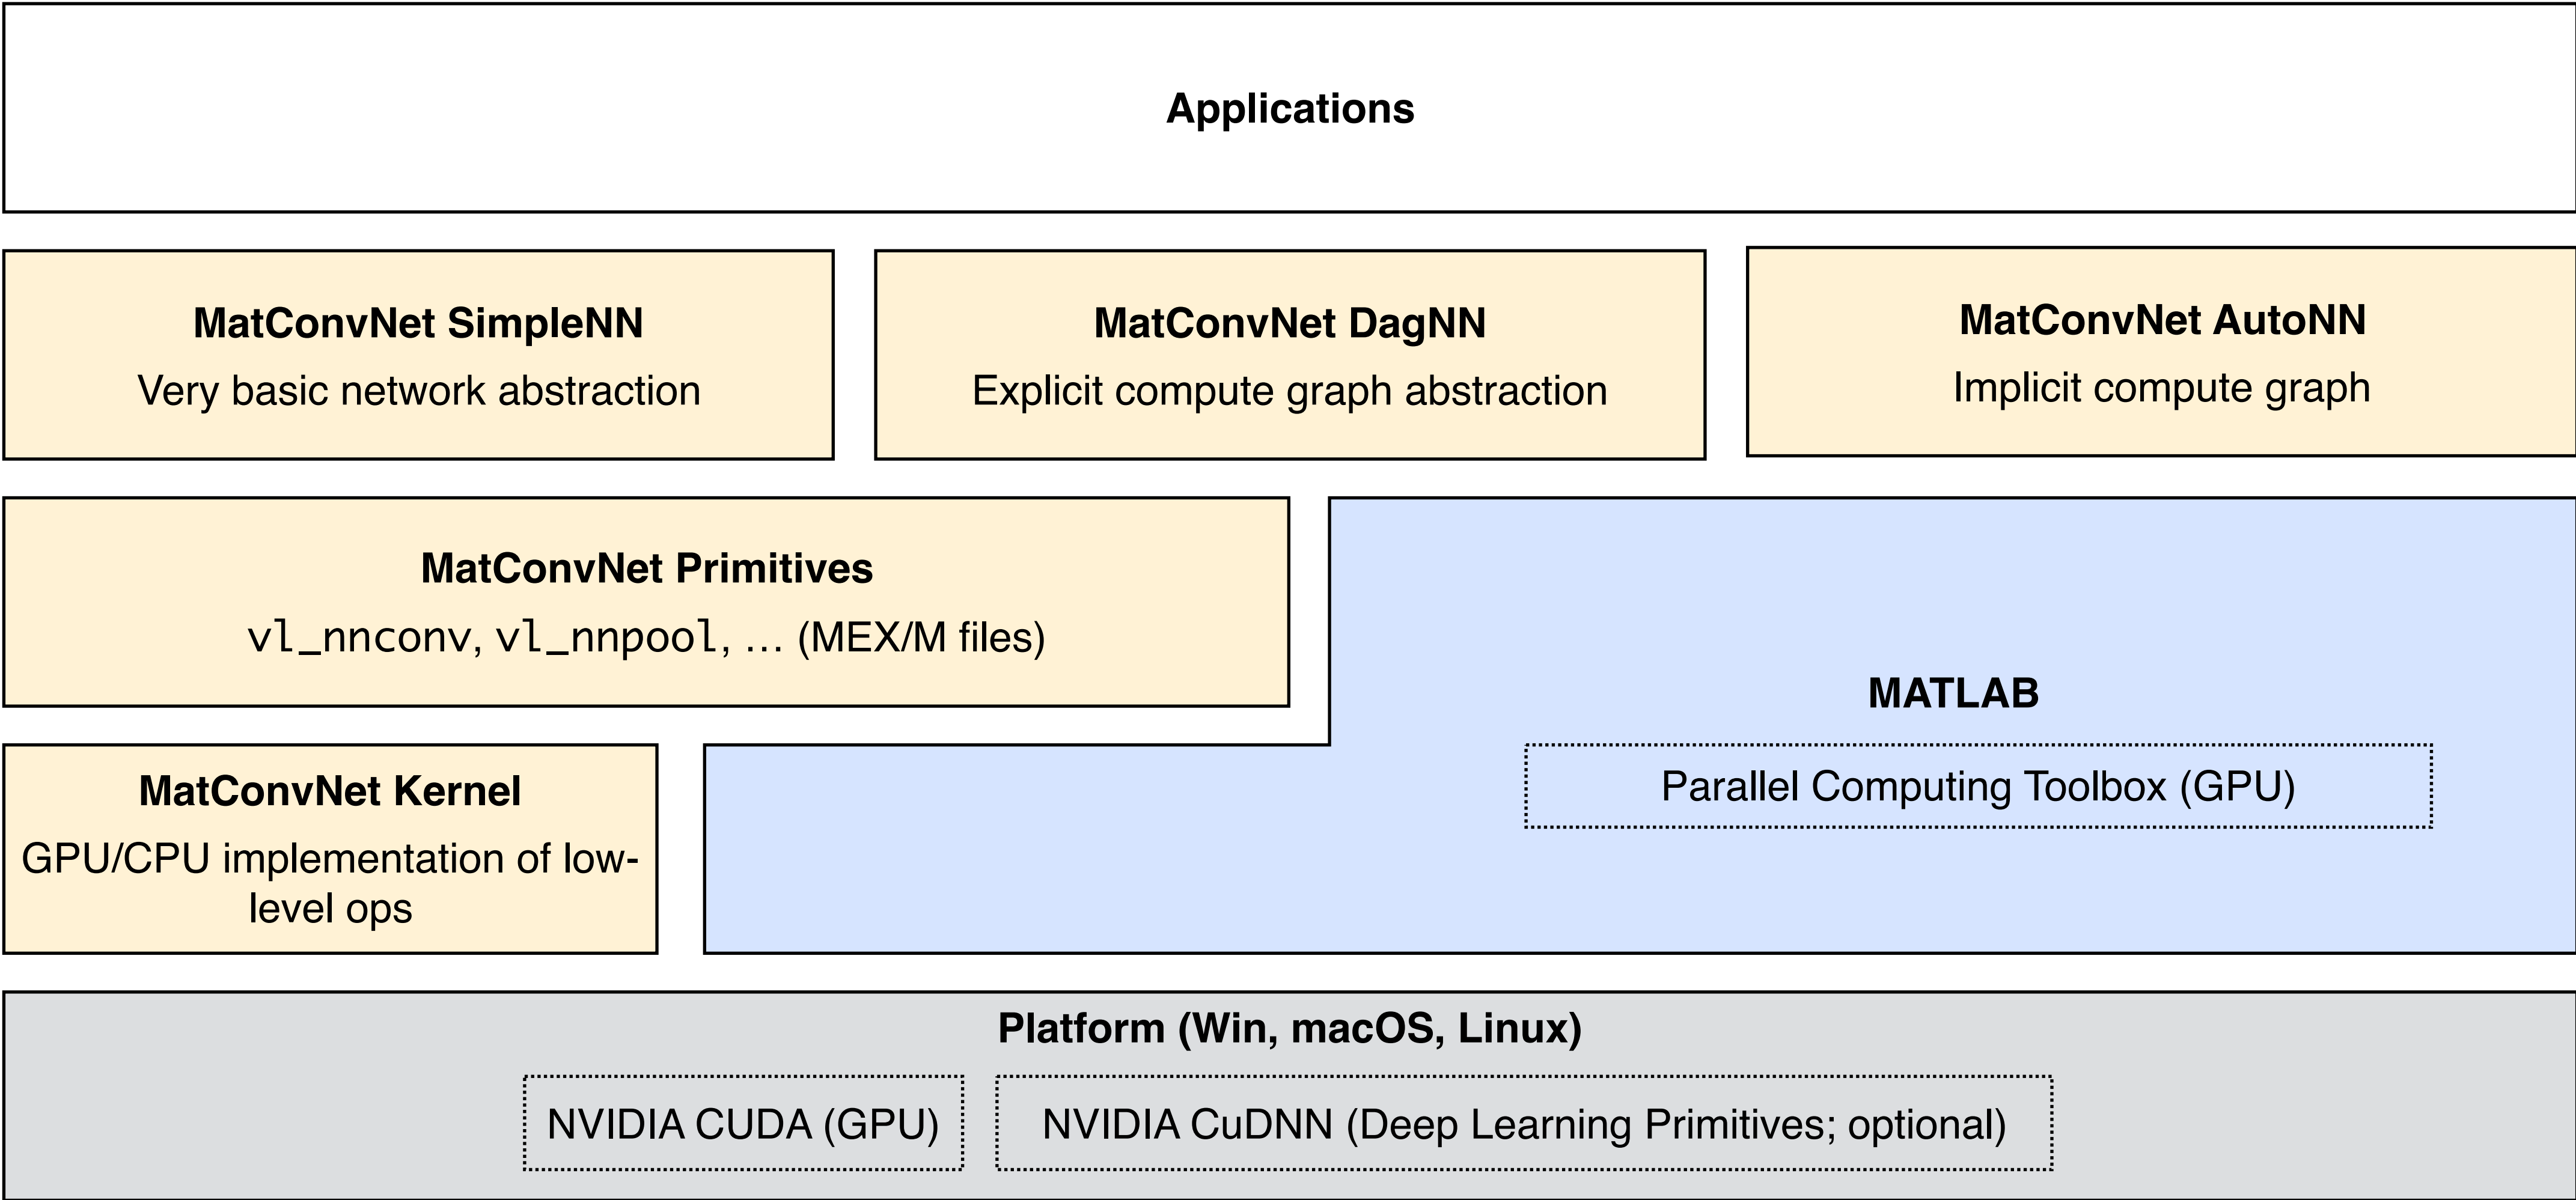 Applications
MatConvNet SimpleNN
Very basic network abstraction
MatConvNet DagNN
Explicit compute graph abstraction
MatConvNet AutoNN
Implicit compute graph
MatConvNet Primitives
vl_nnconv, vl_nnpool, … (MEX/M files)
MATLAB
Parallel Computing Toolbox (GPU)
MatConvNet Kernel
GPU/CPU implementation of low-
level ops
Platform (Win, macOS, Linux)
NVIDIA CUDA (GPU)
NVIDIA CuDNN (Deep Learning Primitives; optional)